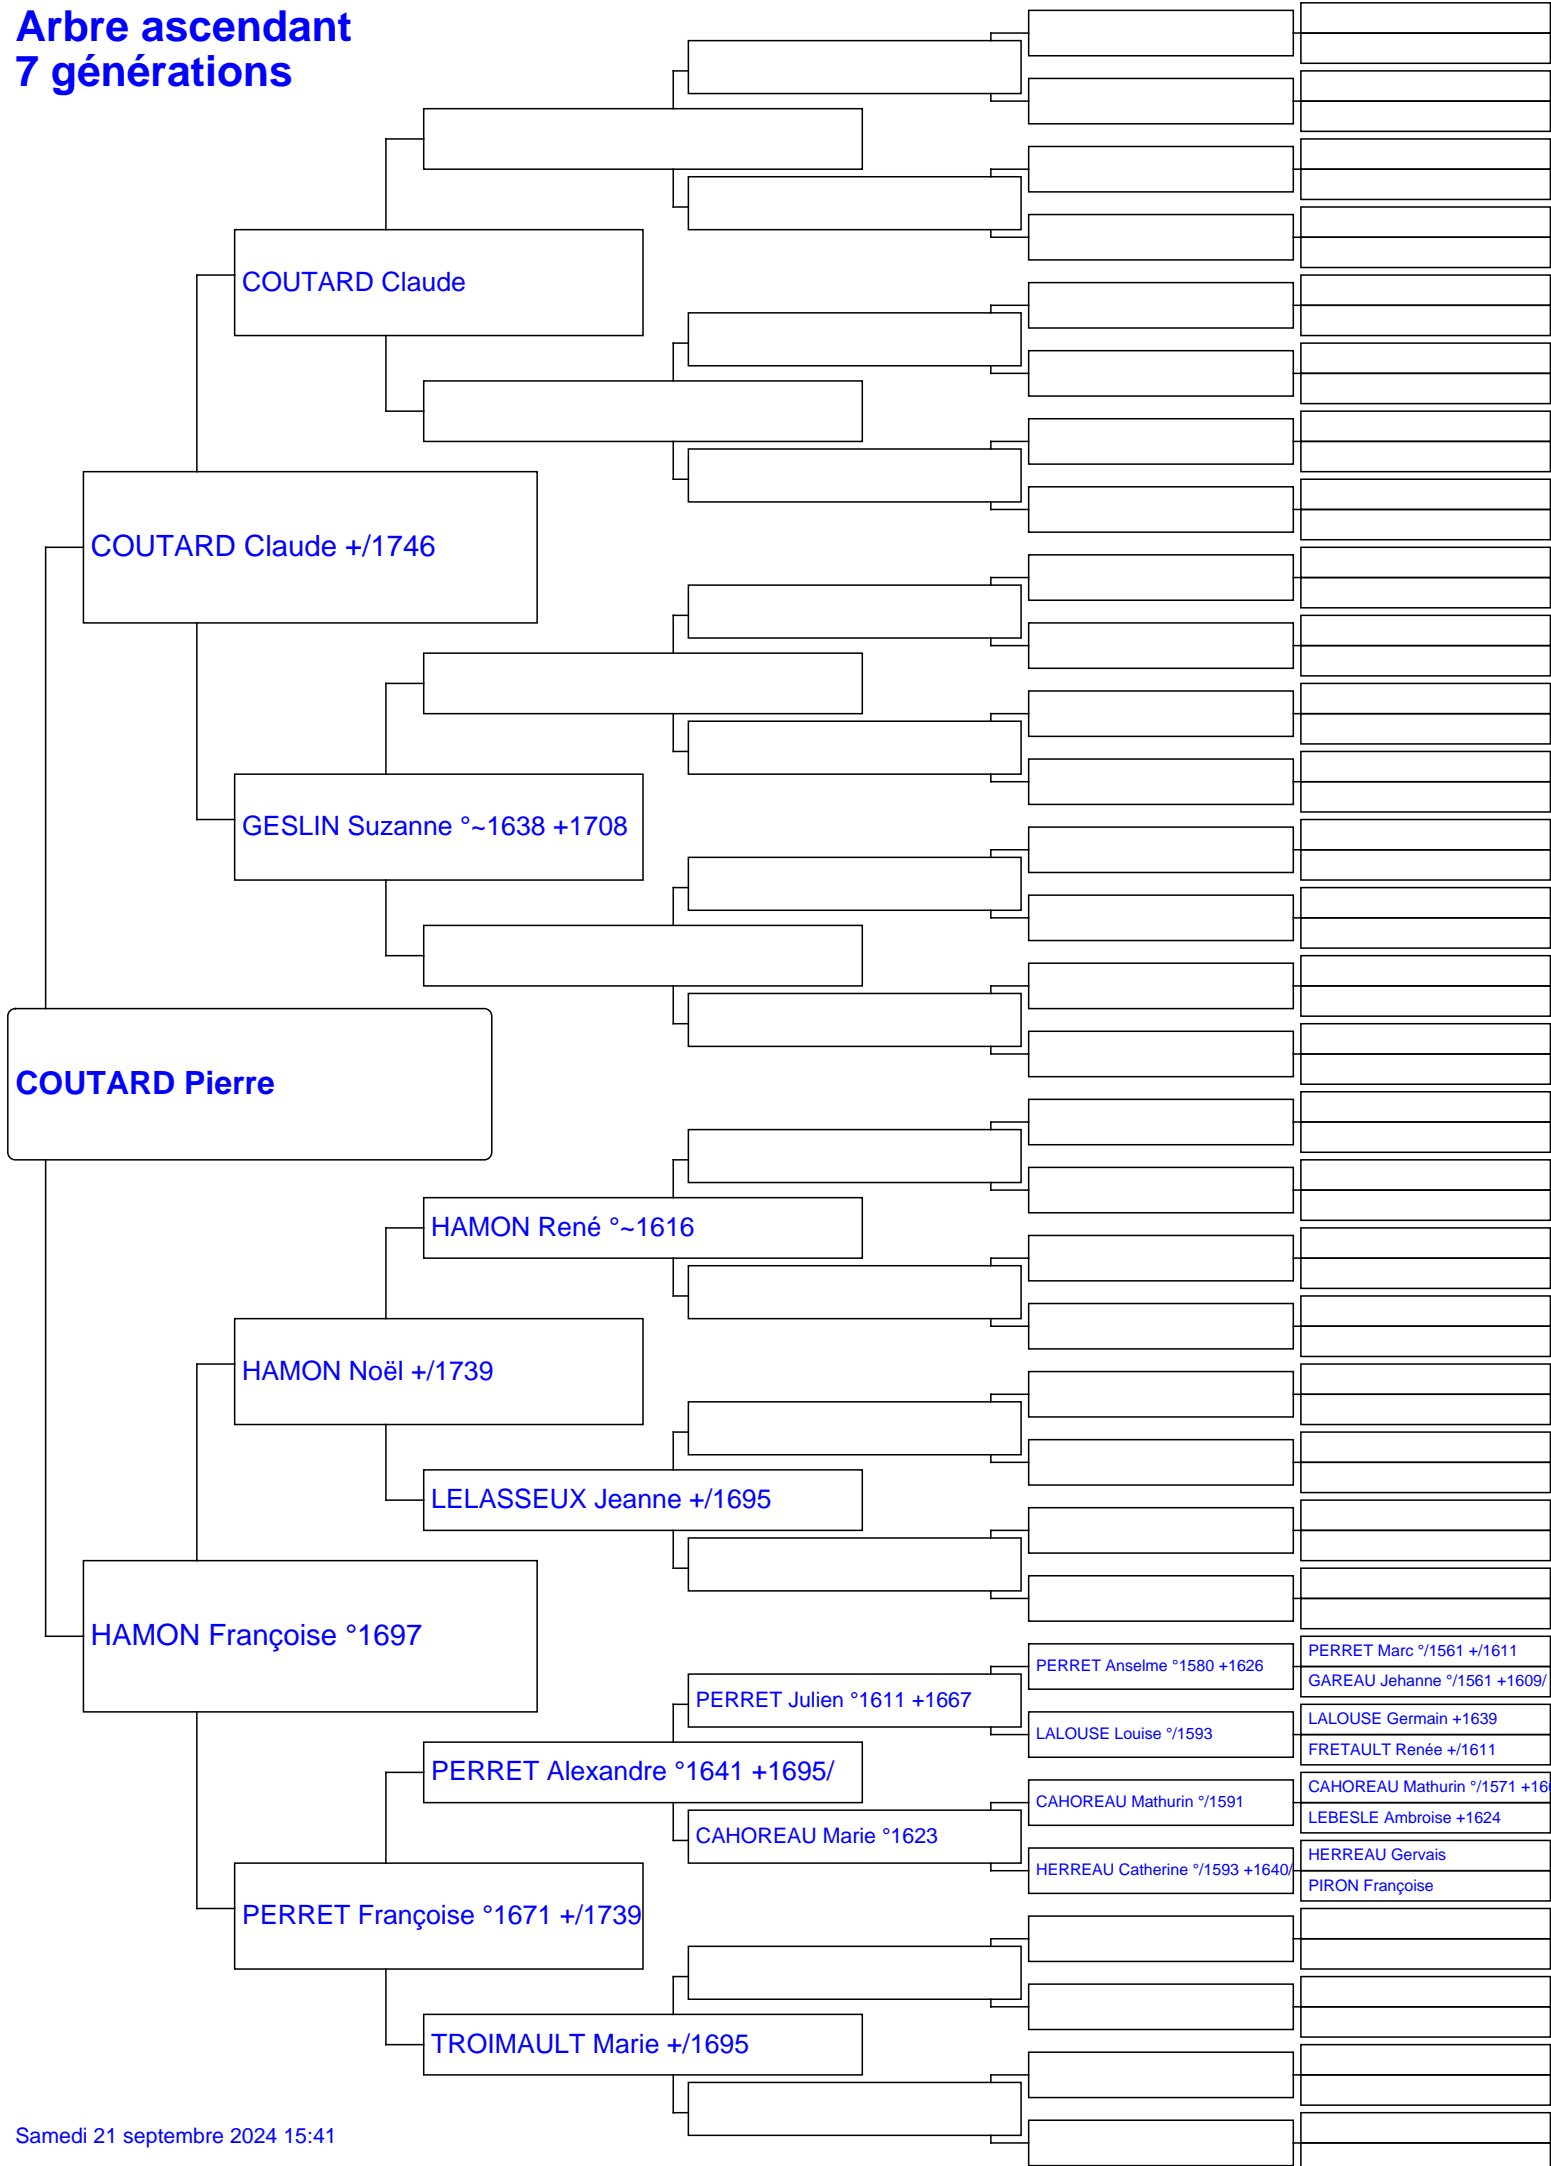 Arbre ascendant
7 générations
COUTARD Claude
COUTARD Claude +/1746
GESLIN Suzanne °~1638 +1708
COUTARD Pierre
HAMON René °~1616
HAMON Noël +/1739
LELASSEUX Jeanne +/1695
HAMON Françoise °1697
PERRET Marc °/1561 +/1611
PERRET Anselme °1580 +1626
GAREAU Jehanne °/1561 +1609/
PERRET Julien °1611 +1667
LALOUSE Germain +1639
LALOUSE Louise °/1593
FRETAULT Renée +/1611
PERRET Alexandre °1641 +1695/
CAHOREAU Mathurin °/1571
CAHOREAU Mathurin °/1591
LEBESLE Ambroise +1624
CAHOREAU Marie °1623
HERREAU Gervais
HERREAU Catherine °/1593 +1640/
PIRON Françoise
PERRET Françoise °1671 +/1739
TROIMAULT Marie +/1695
Samedi 21 septembre 2024 15:41